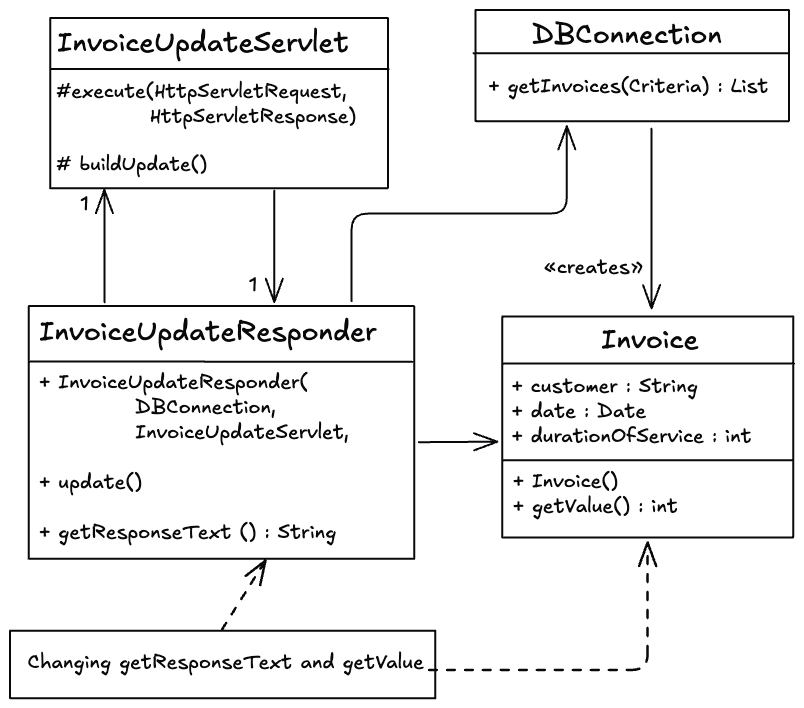 InvoiceUpdateServlet
#execute(HttpServletRequest,
HttpServletResponse)
# buildUpdate()
DBConnection
+ getInvoices(Criteria) : List
1
1
«creates»
InvoiceUpdateResponder
+ InvoiceUpdateResponder(
DBConnection,
InvoiceUpdateServlet,
+ update()
+ getResponseText () : String
Invoice
+ customer : String
+ date : Date
+ durationOfService : int
+ Invoice()
+ getValue() : int
Changing getResponseText and getValue